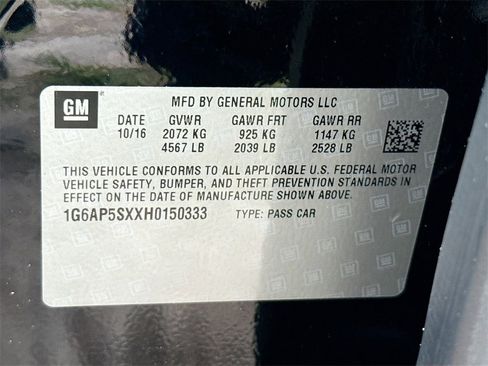 GM
MFD BY GENERAL MOTORS LLC
DATE GVWR GAWR FRT GAWR RR
10/16 2072 KG 925 KG 1147 KG
4567 LB 2039 LB 2528 LB
THIS VEHICLE CONFORMS TO ALL APPLICABLE U.S. FEDERAL MOTOR
VEHICLE SAFETY, BUMPER, AND THEFT PREVENTION STANDARDS IN
EFFECT ON THE DATE OF MANUFACTURE SHOWN ABOVE.
1G6AP5SXXH0150333 TYPE: PASS CAR